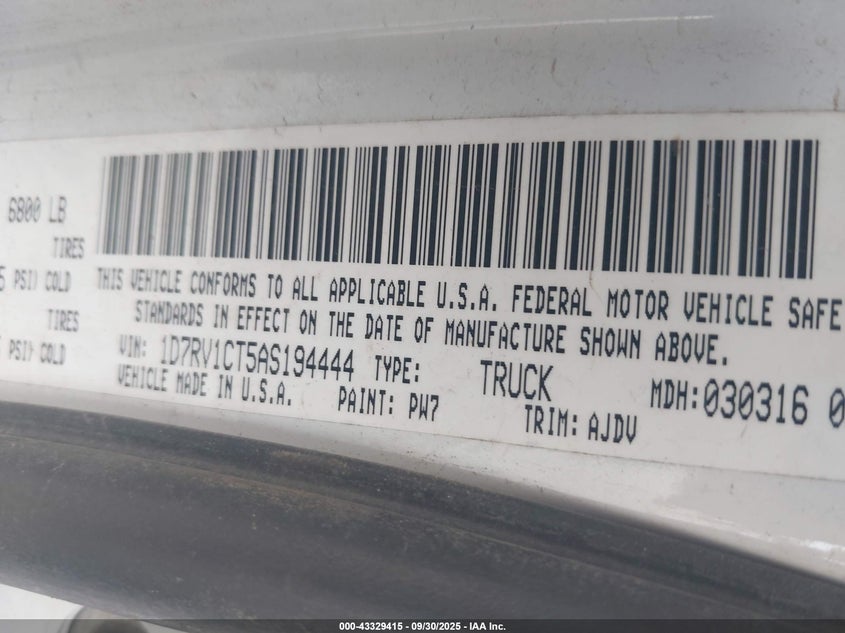 6800 LB
TIRES
5 PSI) COLD
TIRES
PSI) COLD
THIS VEHICLE CONFORMS TO ALL APPLICABLE U.S.A. FEDERAL MOTOR VEHICLE SAFE
STANDARDS IN EFFECT ON THE DATE OF MANUFACTURE SHOWN ABOVE.
VIN: 1D7RV1CT5AS194444 TYPE: TRUCK MDH: 030316 0
VEHICLE MADE IN U.S.A. PAINT: PW7 TRIM: AJDV
000-43329415 - 09/30/2025 - IAA Inc.